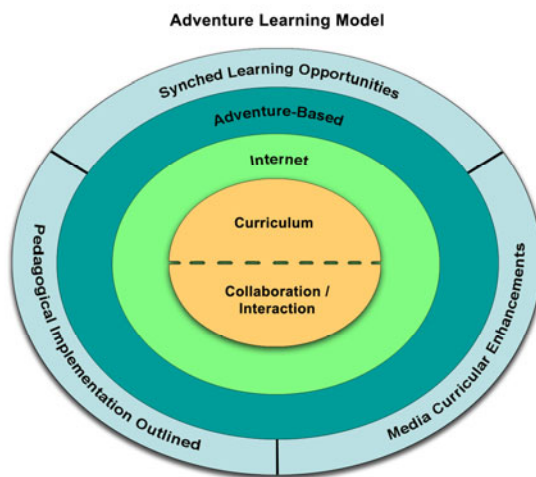 Adventure Learning Model
Synched Learning Opportunities
Adventure-Based
Internet
Curriculum
Collaboration /
Interaction
Pedagogical Implementation Outlined
Media Curricular Enhancements